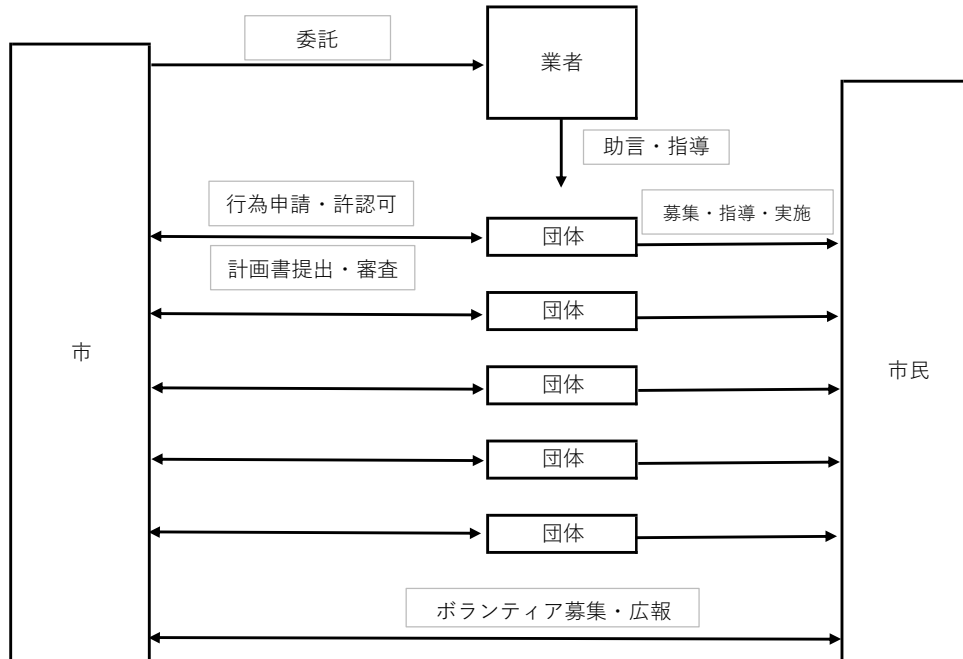 委託
業者
助言・指導
行為申請・許認可
募集・指導・実施
団体
計画書提出・審査
団体
市
市民
団体
団体
団体
ボランティア募集・広報